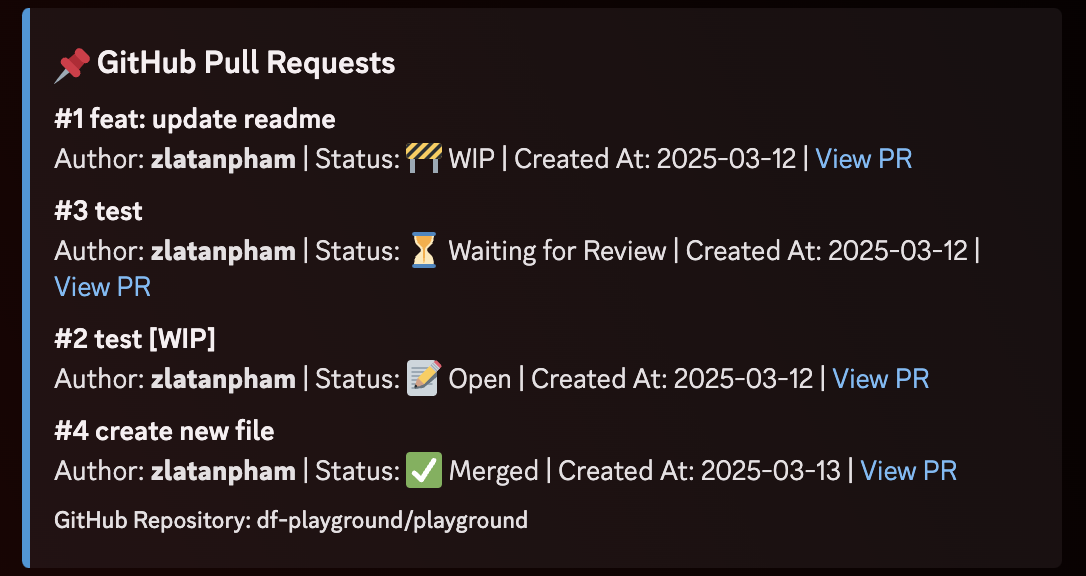 📌 GitHub Pull Requests
#1 feat: update readme
Author: zlatanpham | Status: 🚧 WIP | Created At: 2025-03-12 | View PR
#3 test
Author: zlatanpham | Status: ⏳ Waiting for Review | Created At: 2025-03-12 |
View PR
#2 test [WIP]
Author: zlatanpham | Status: 📝 Open | Created At: 2025-03-12 | View PR
#4 create new file
Author: zlatanpham | Status: ✅ Merged | Created At: 2025-03-13 | View PR
GitHub Repository: df-playground/playground